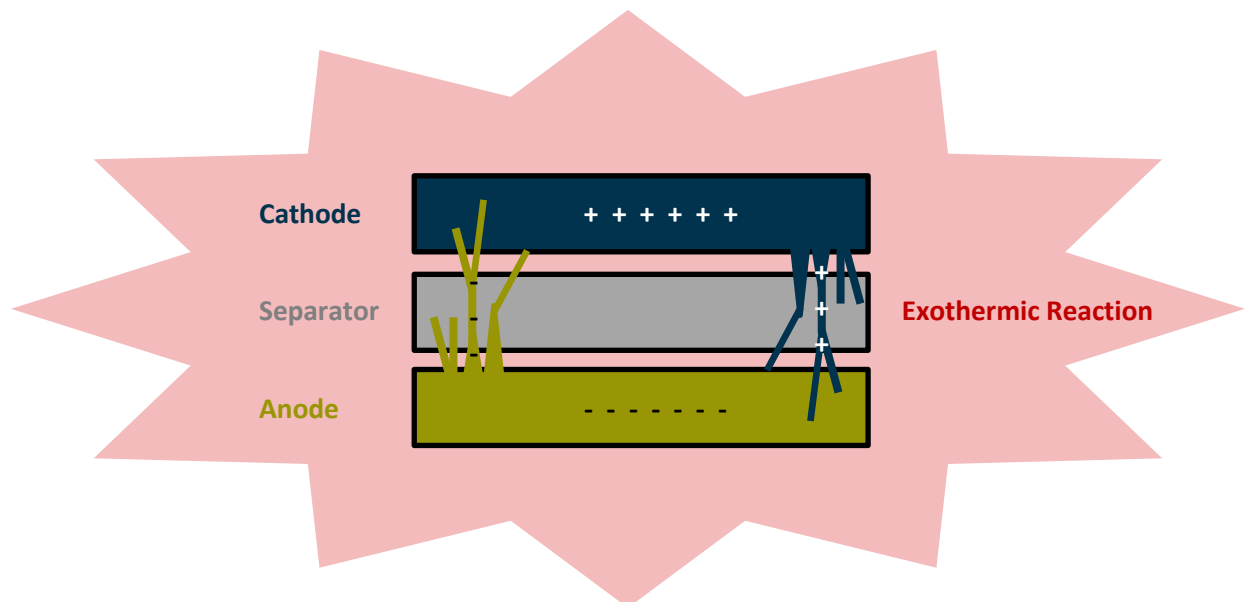 Cathode
+ + + + + +
-
+
Separator
-
+
Exothermic Reaction
-
+
Anode
- - - - - - -